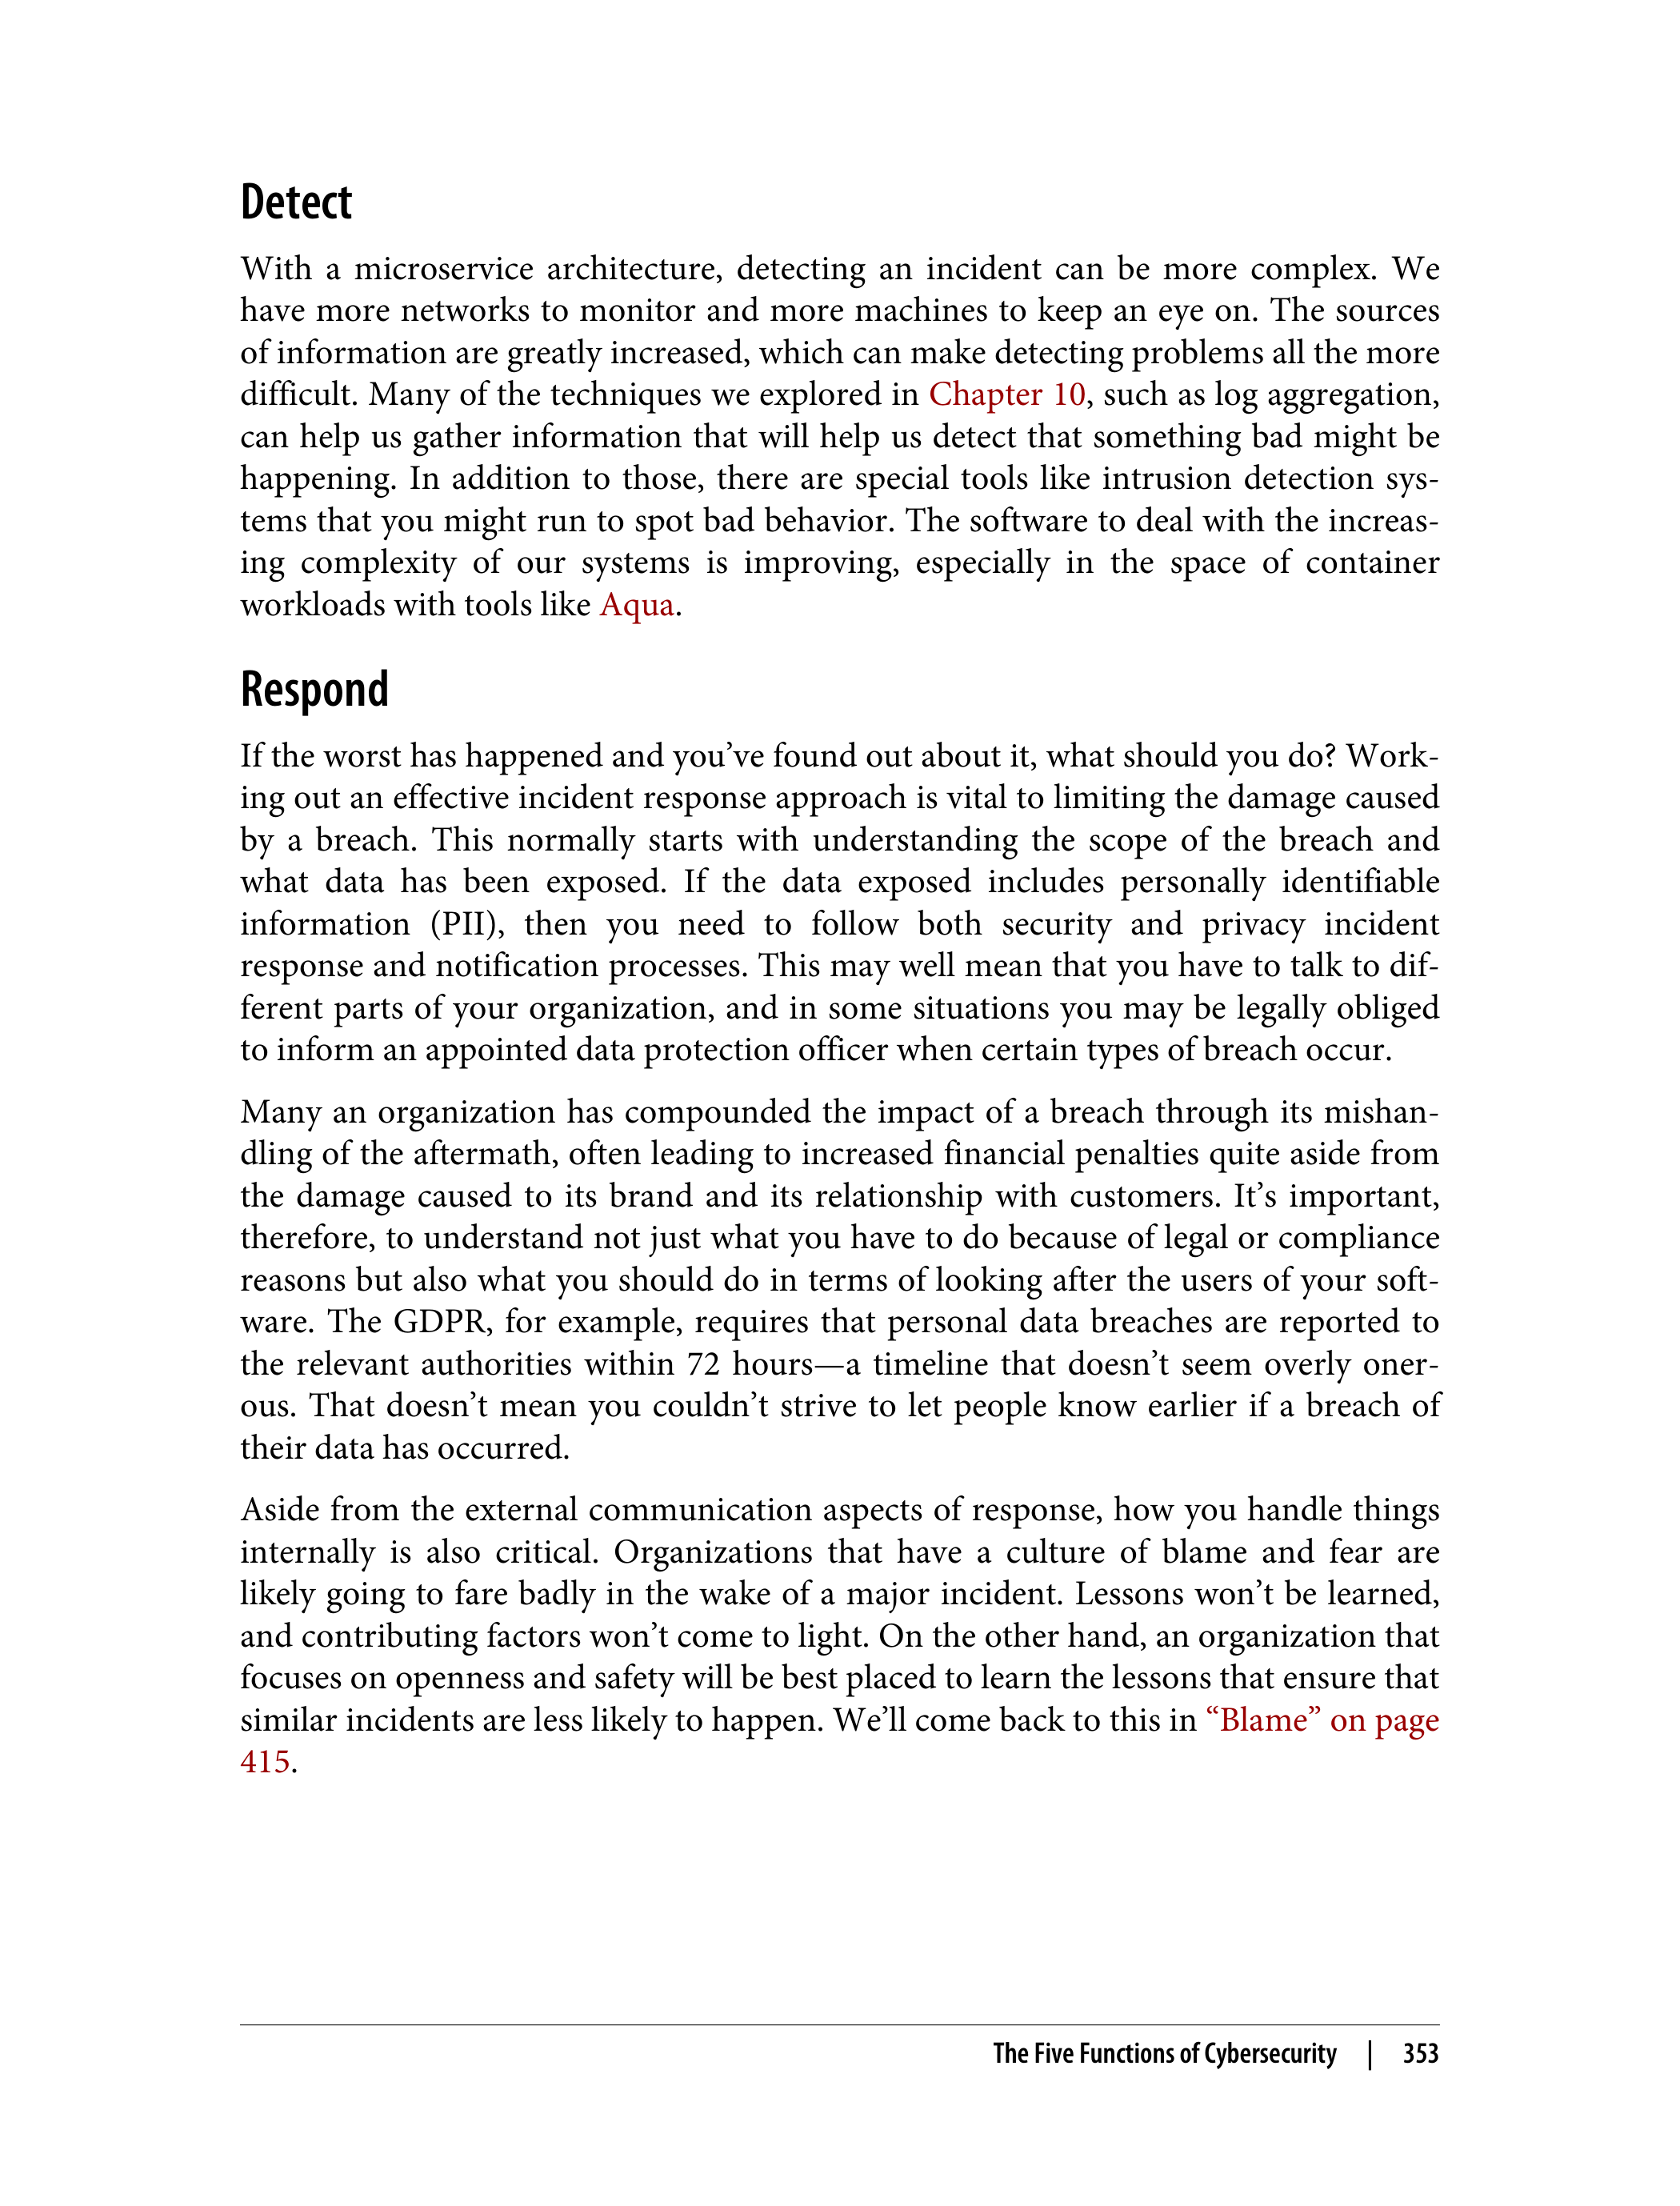 Detect
With a microservice architecture, detecting an incident can be more complex. We
have more networks to monitor and more machines to keep an eye on. The sources
of information are greatly increased, which can make detecting problems all the more
difficult. Many of the techniques we explored in Chapter 10, such as log aggregation,
can help us gather information that will help us detect that something bad might be
happening. In addition to those, there are special tools like intrusion detection sys-
tems that you might run to spot bad behavior. The software to deal with the increas-
ing complexity of our systems is improving, especially in the space of container
workloads with tools like Aqua.
Respond
If the worst has happened and you’ve found out about it, what should you do? Work-
ing out an effective incident response approach is vital to limiting the damage caused
by a breach. This normally starts with understanding the scope of the breach and
what data has been exposed. If the data exposed includes personally identifiable
information (PII), then you need to follow both security and privacy incident
response and notification processes. This may well mean that you have to talk to dif-
ferent parts of your organization, and in some situations you may be legally obliged
to inform an appointed data protection officer when certain types of breach occur.
Many an organization has compounded the impact of a breach through its mishan-
dling of the aftermath, often leading to increased financial penalties quite aside from
the damage caused to its brand and its relationship with customers. It’s important,
therefore, to understand not just what you have to do because of legal or compliance
reasons but also what you should do in terms of looking after the users of your soft-
ware. The GDPR, for example, requires that personal data breaches are reported to
the relevant authorities within 72 hours—a timeline that doesn’t seem overly oner-
ous. That doesn’t mean you couldn’t strive to let people know earlier if a breach of
their data has occurred.
Aside from the external communication aspects of response, how you handle things
internally is also critical. Organizations that have a culture of blame and fear are
likely going to fare badly in the wake of a major incident. Lessons won’t be learned,
and contributing factors won’t come to light. On the other hand, an organization that
focuses on openness and safety will be best placed to learn the lessons that ensure that
similar incidents are less likely to happen. We’ll come back to this in “Blame” on page
415.
The Five Functions of Cybersecurity | 353